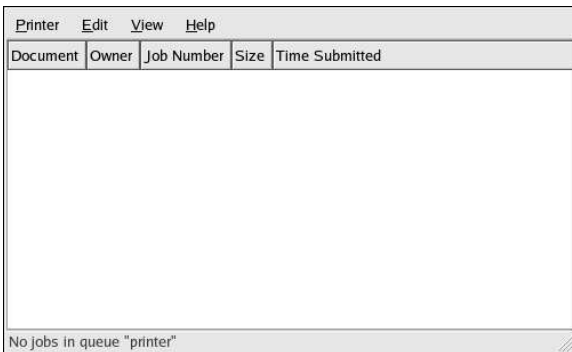 Printer Edit View Help
Document Owner Job Number Size Time Submitted
No jobs in queue "printer"